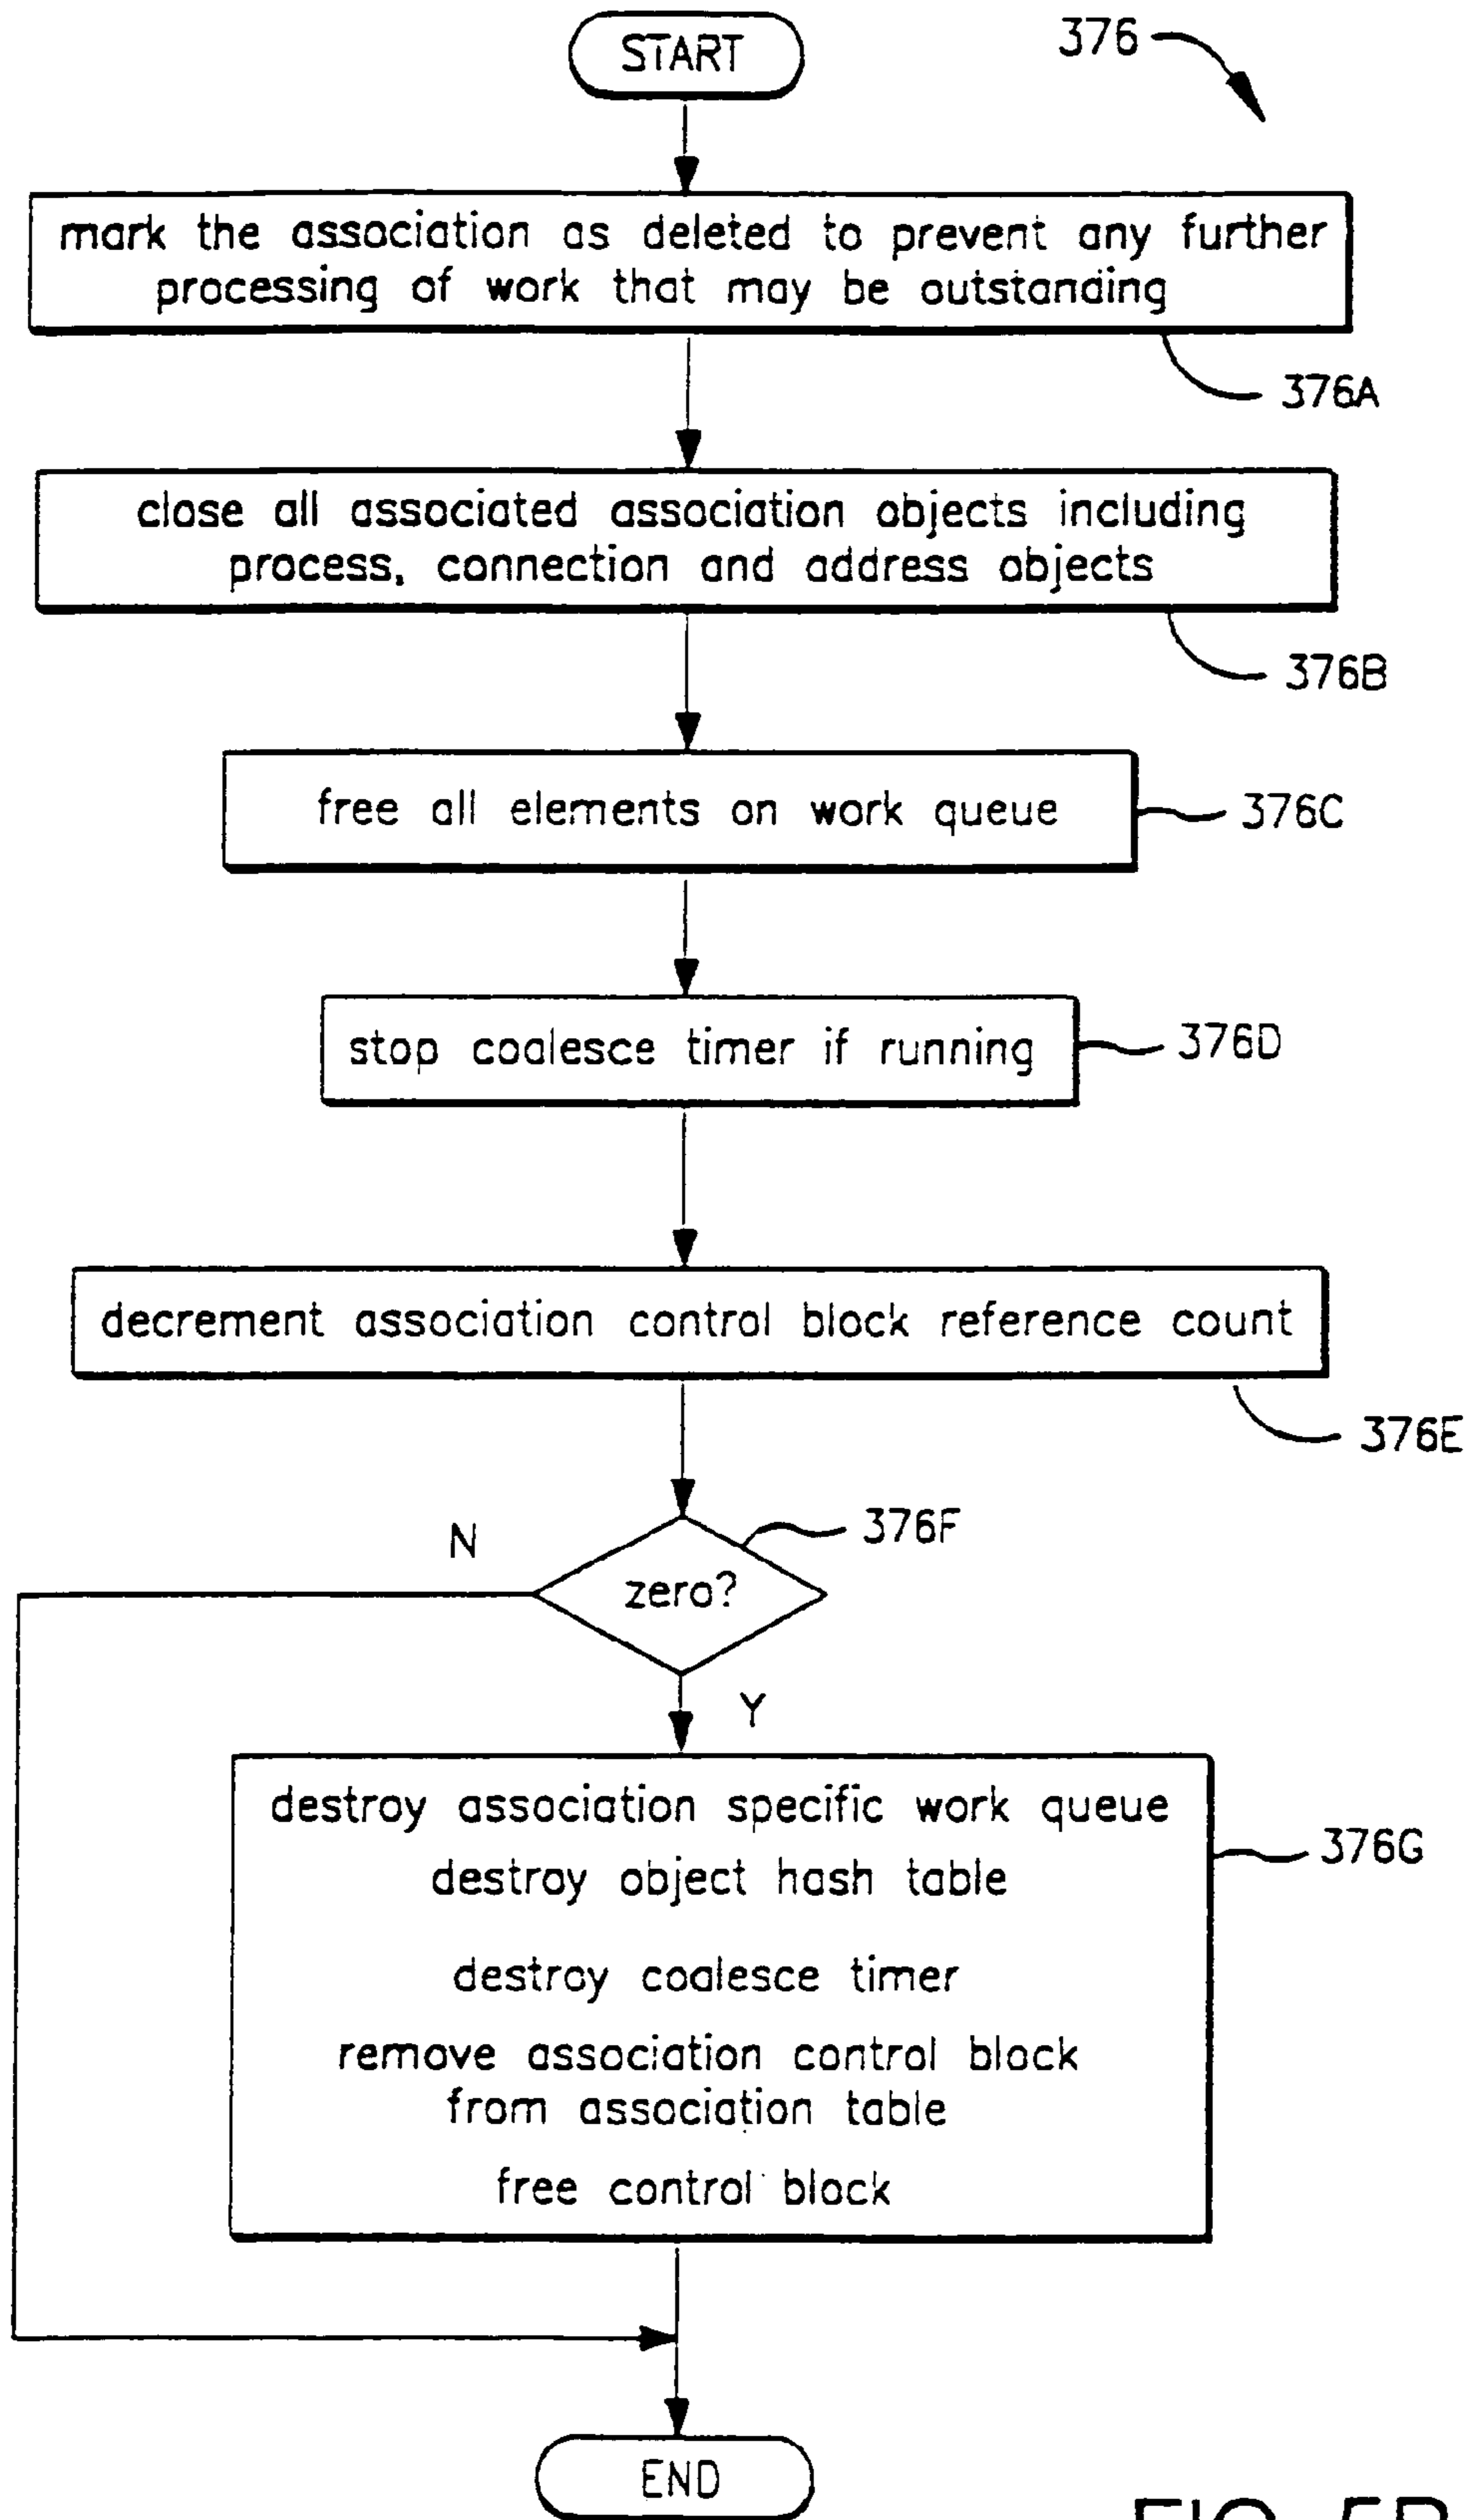 START
376
mark the association as deleted to prevent any further
processing of work that may be outstanding
376A
close all associated association objects including
process, connection and address objects
376B
free all elements on work queue
376C
stop coalesce timer if running
376D
decrement association control block reference count
376E
376F
N
zero?
Y
destroy association specific work queue
376G
destroy object hash table
destroy coalesce timer
remove association control block
from association table
free control block
END